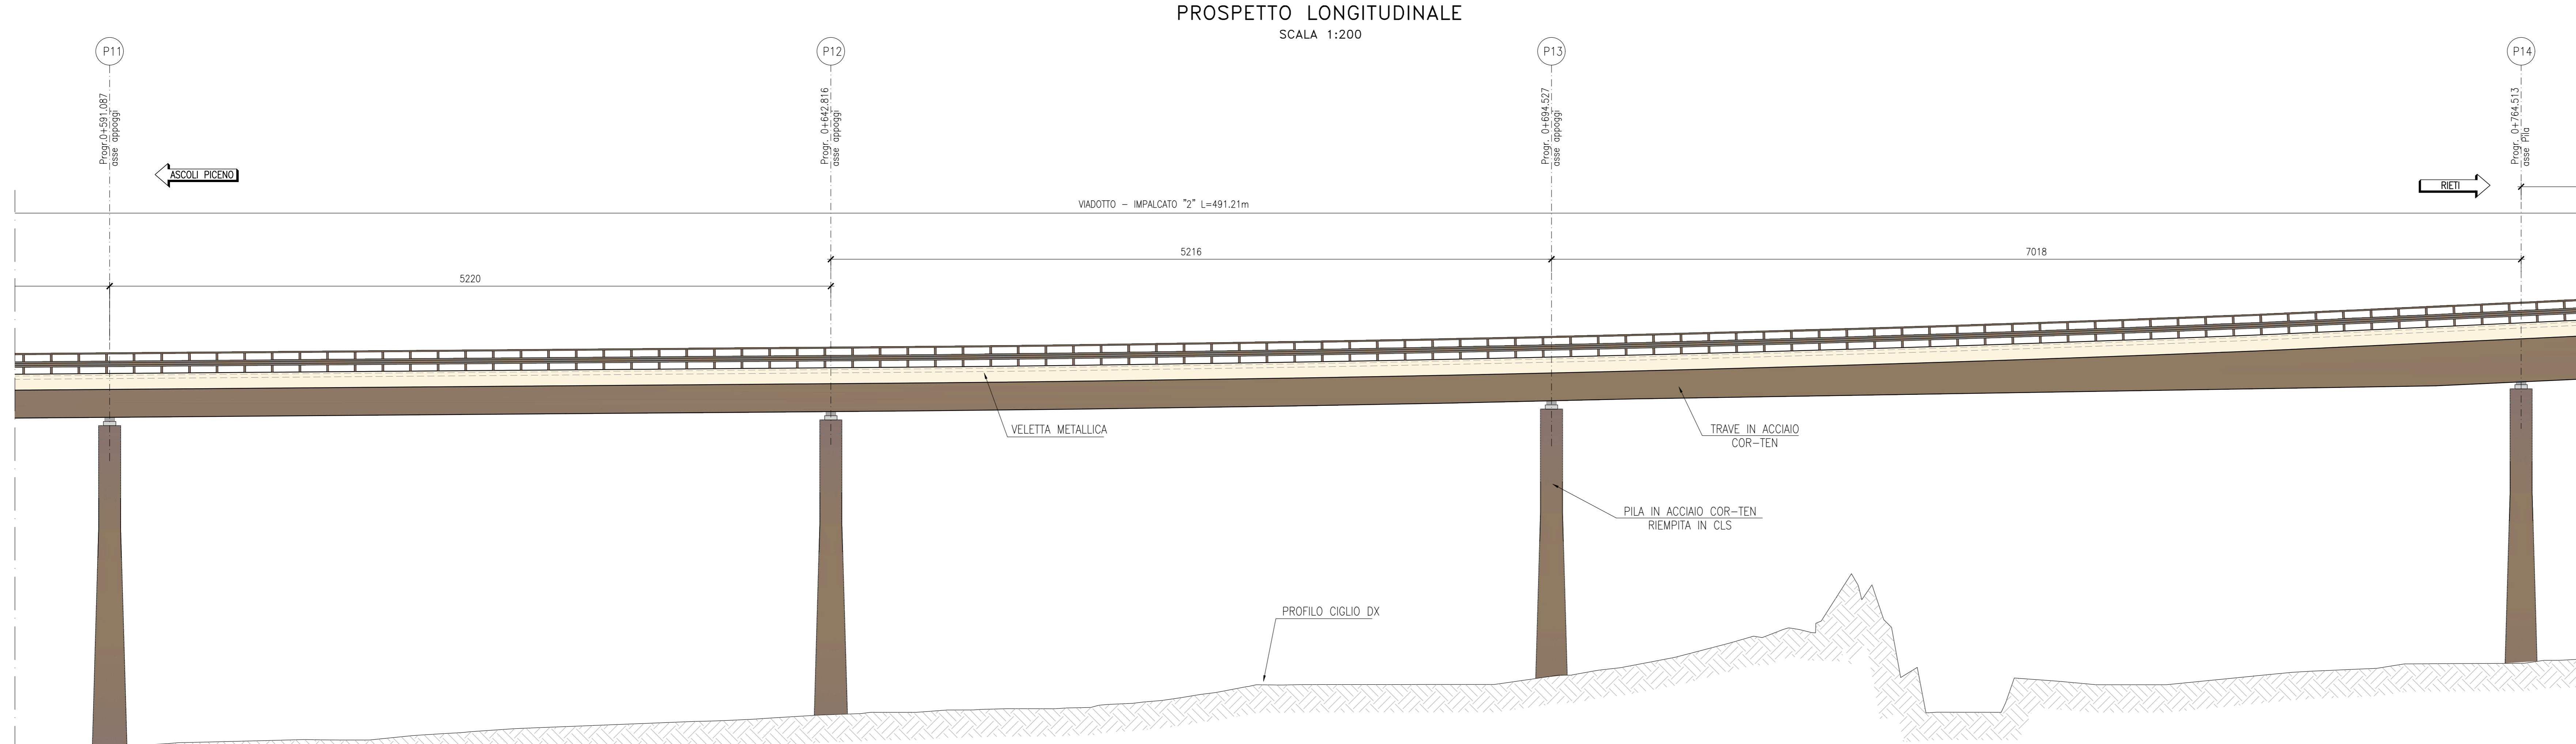 PROSPETTO LONGITUDINALE
SCALA 1:200
P11
P12
P13
P14
Progr.0+591.087
asse appoggi
Progr. 0+642.816
asse appoggi
Progr. 0+694.527
asse appoggi
Progr. 0+764.513
asse Pila
ASCOLI PICENO
RIETI
VIADOTTO - IMPALCATO "2" L=491.21m
5220
5216
7018
VELETTA METALLICA
TRAVE IN ACCIAIO
COR-TEN
PILA IN ACCIAIO COR-TEN
RIEMPITA IN CLS
PROFILO CIGLIO DX